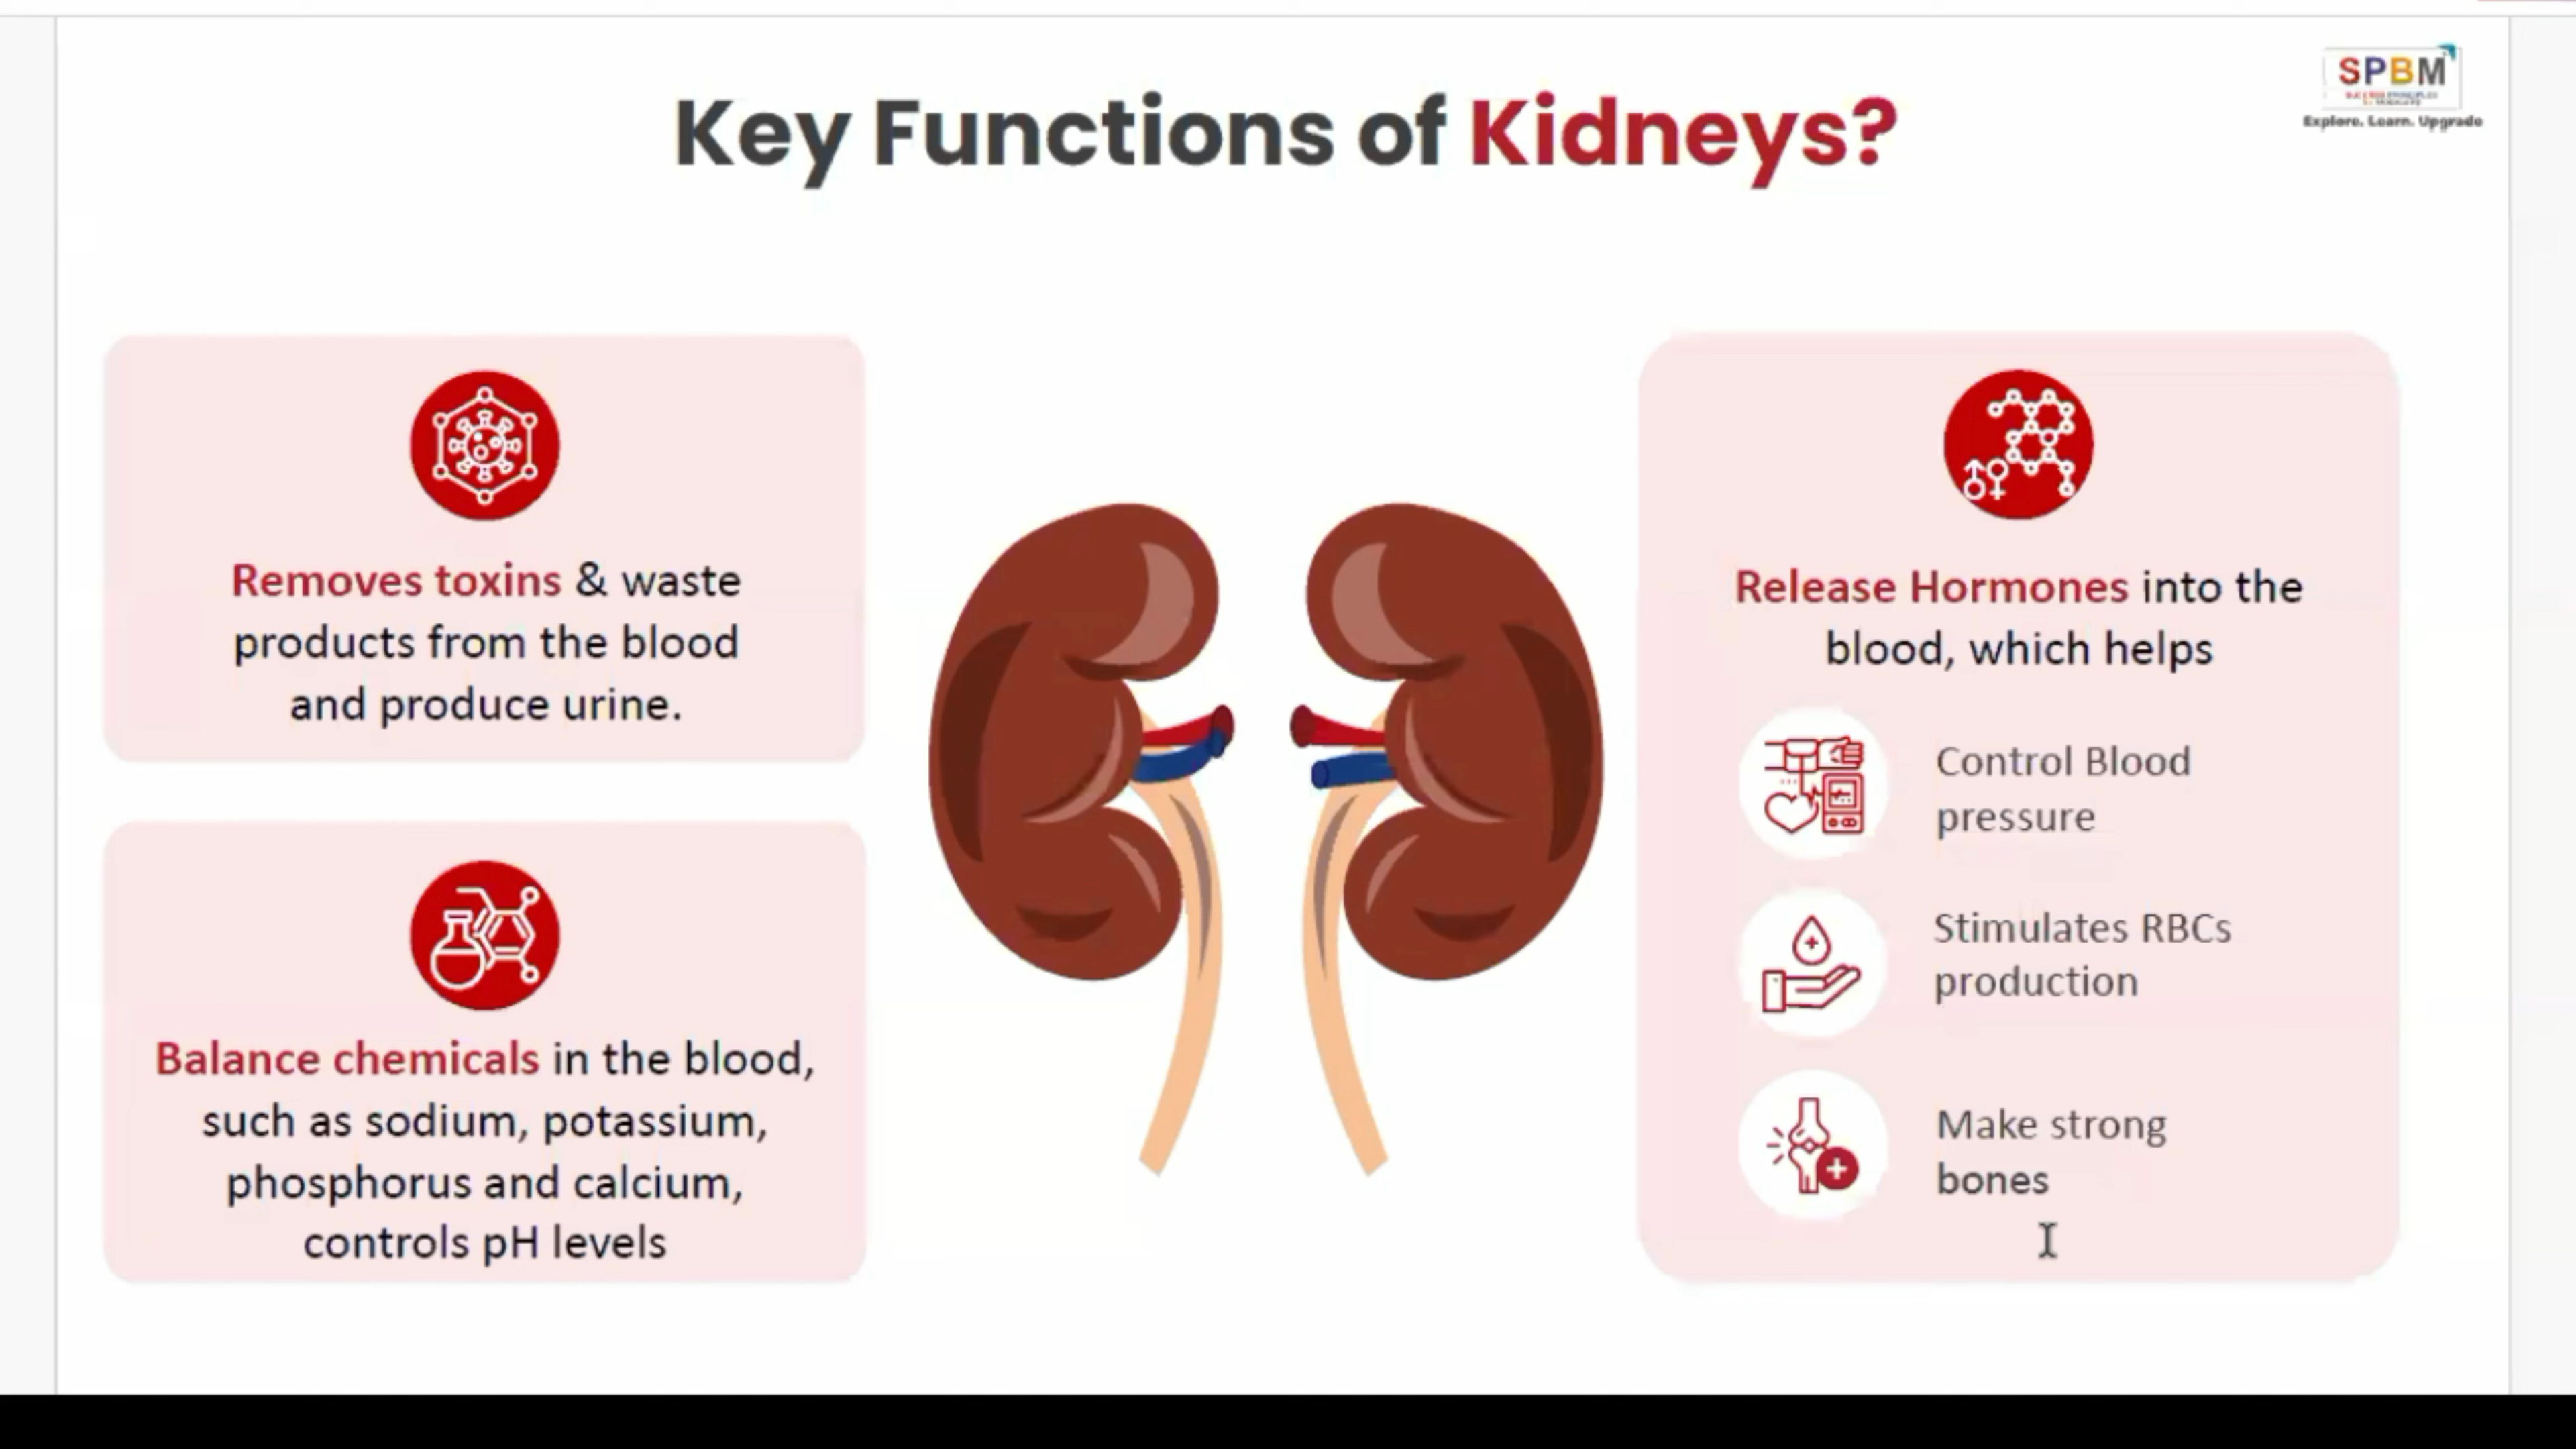 Key Functions of Kidneys?
SPBM
Explore. Learn. Upgrade
Removes toxins & waste
products from the blood
and produce urine.
Balance chemicals in the blood,
such as sodium, potassium,
phosphorus and calcium,
controls pH levels
Release Hormones into the
blood, which helps
Control Blood
pressure
Stimulates RBCs
production
Make strong
bones